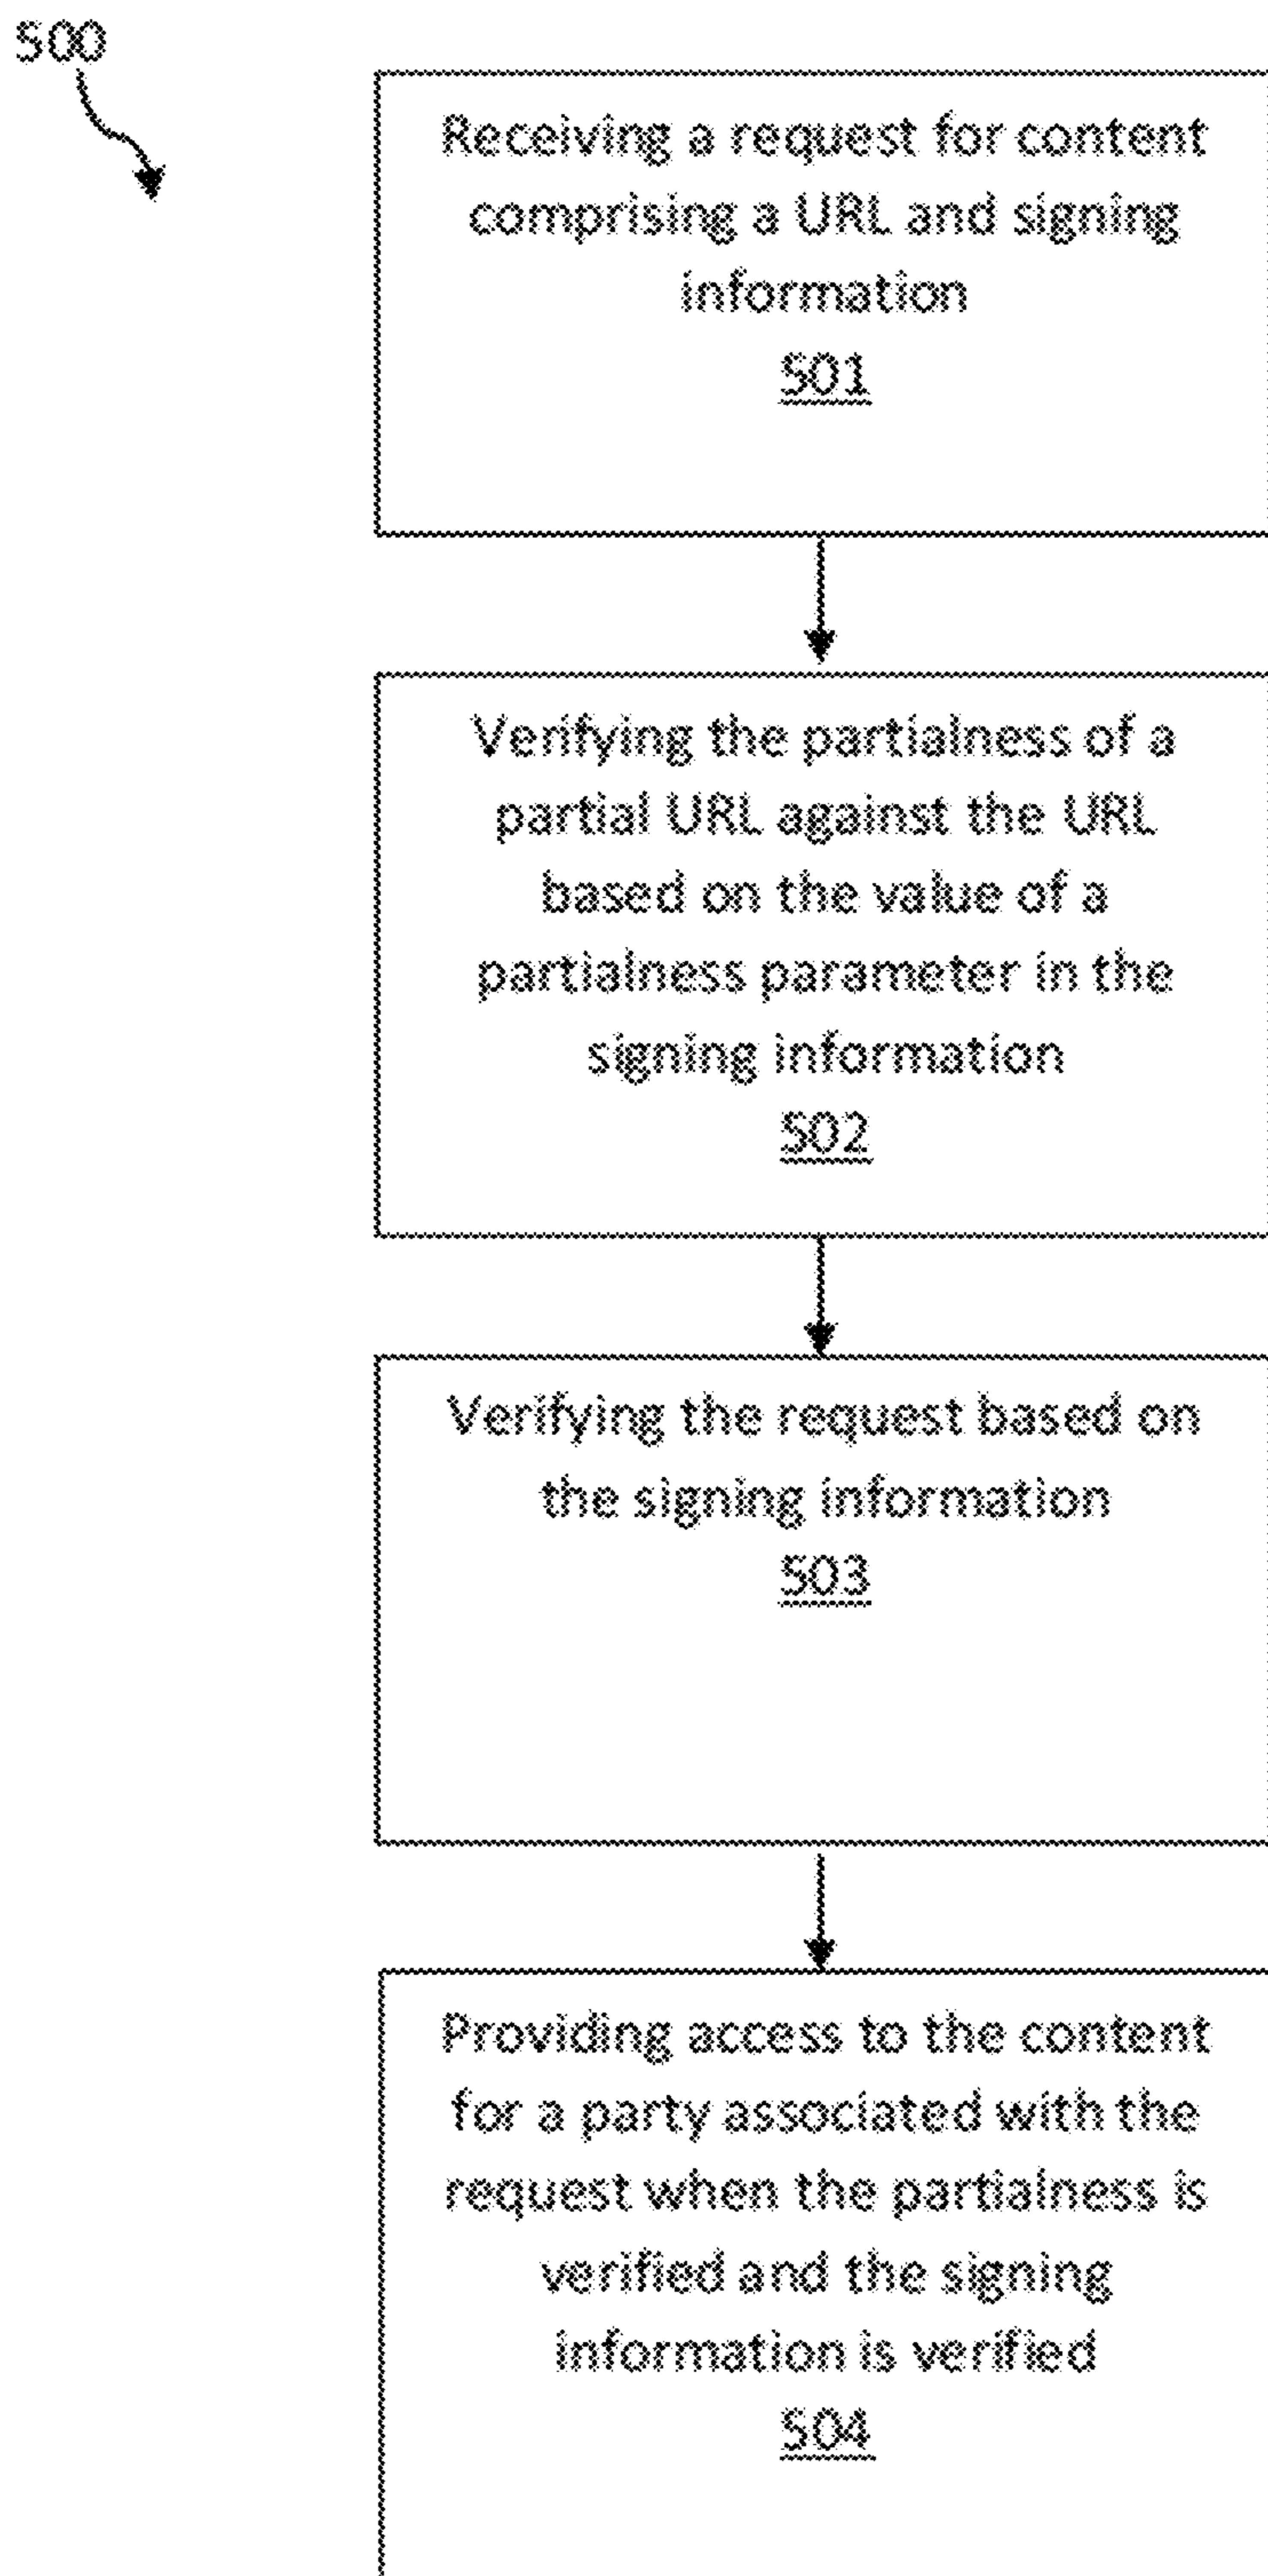 500
Receiving a request for content
comprising a URL and signing
information
501
Verifying the partialness of a
partial URL against the URL
based on the value of a
partialness parameter in the
signing information
502
Verifying the request based on
the signing information
503
Providing access to the content
for a party associated with the
request when the partialness is
verified and the signing
information is verified
504